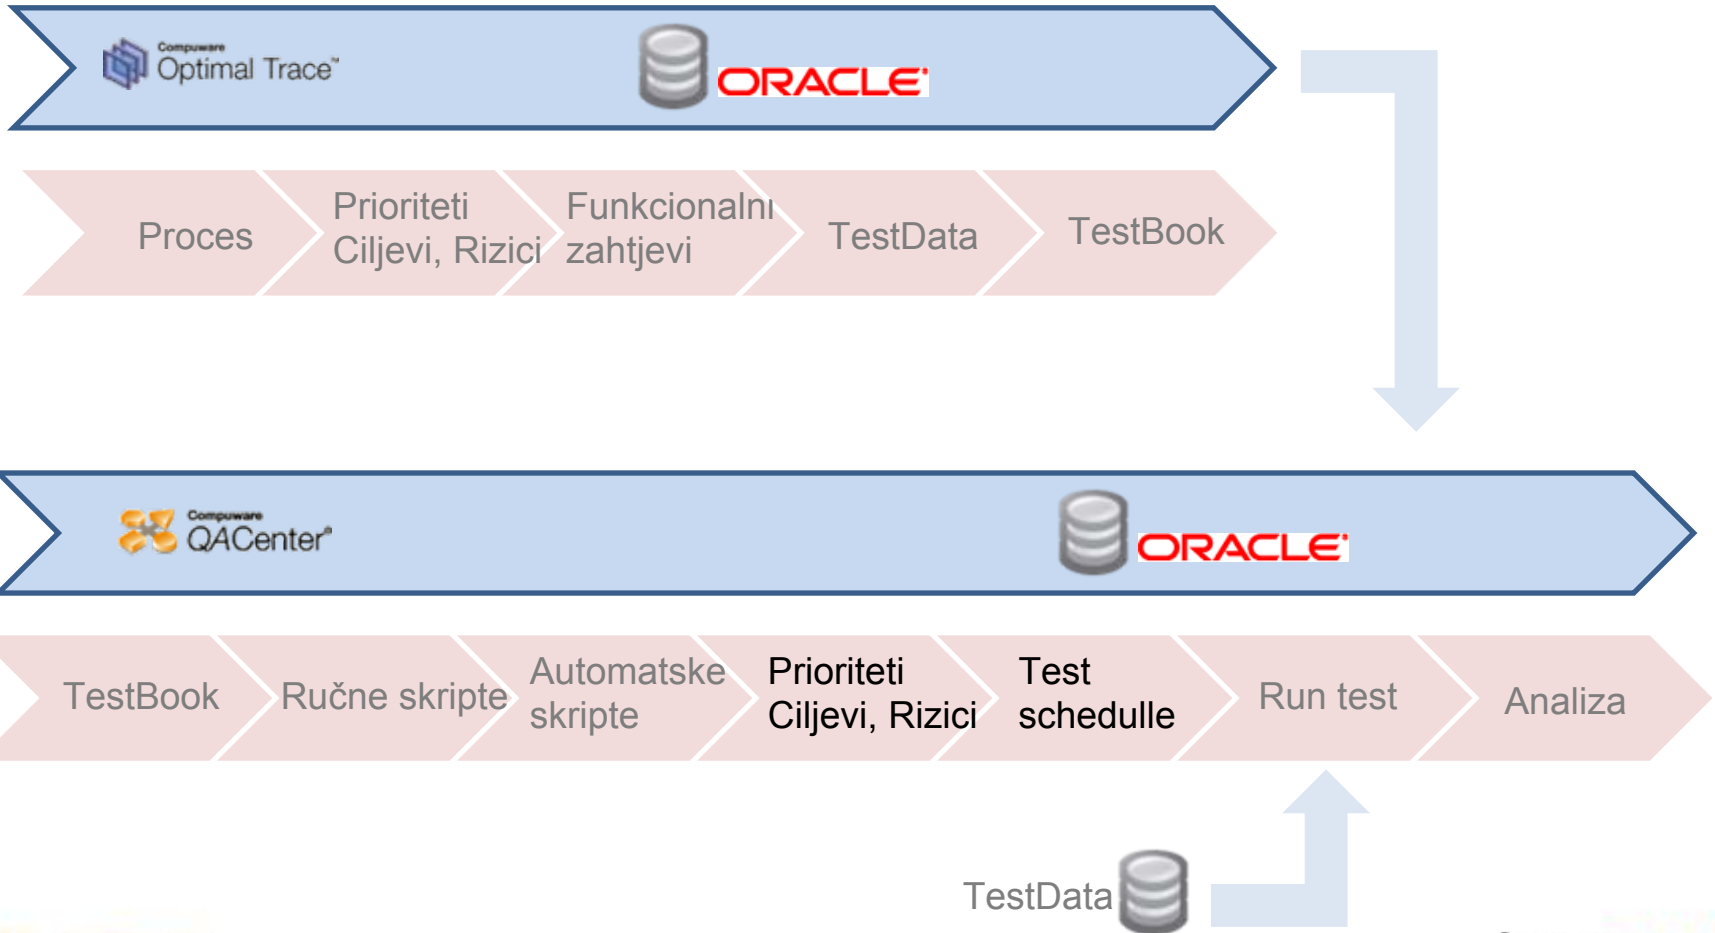 Compuware
Optimal Trace™
ORACLE
Proces
Prioriteti
Ciljevi, Rizici
Funkcionalni
zahtjevi
TestData
TestBook
Compuware
QACenter®
ORACLE
TestBook
Ručne skripte
Automatske
skripte
Prioriteti
Ciljevi, Rizici
Test
schedulle
Run test
Analiza
TestData